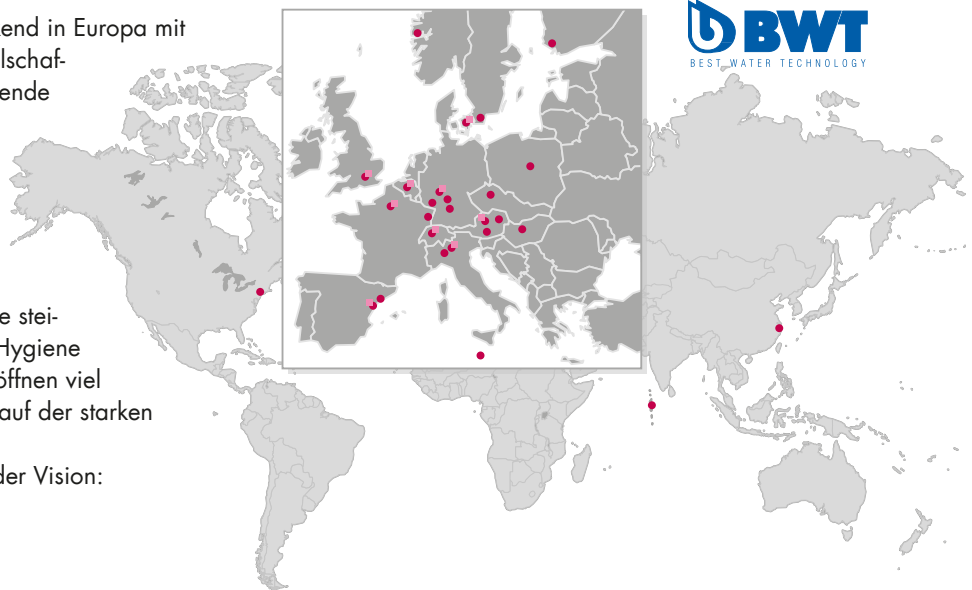 end in Europa mit
lschaf-
ende
e stei-
Hygiene
öffnen viel
auf der starken
der Vision:
BWT
BEST WATER TECHNOLOGY